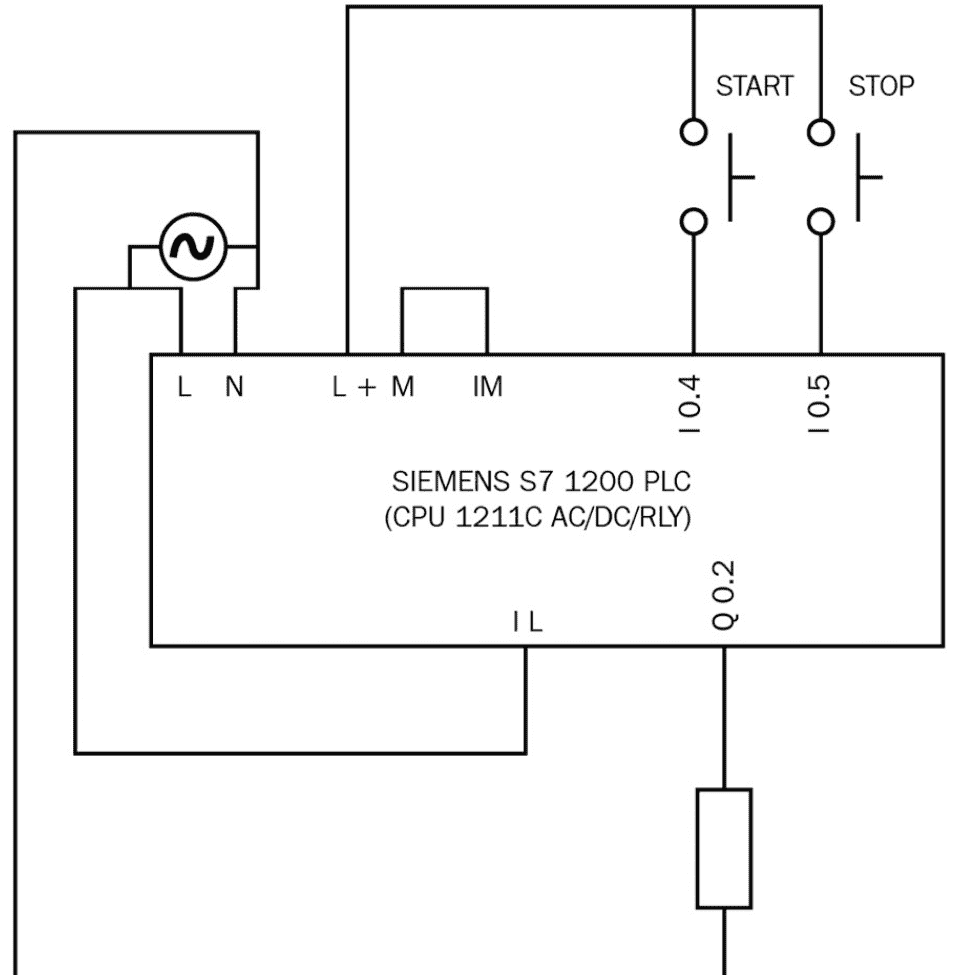 START STOP
L N L + M IM I 0.4 I 0.5
SIEMENS S7 1200 PLC
(CPU 1211C AC/DC/RLY)
I L Q 0.2